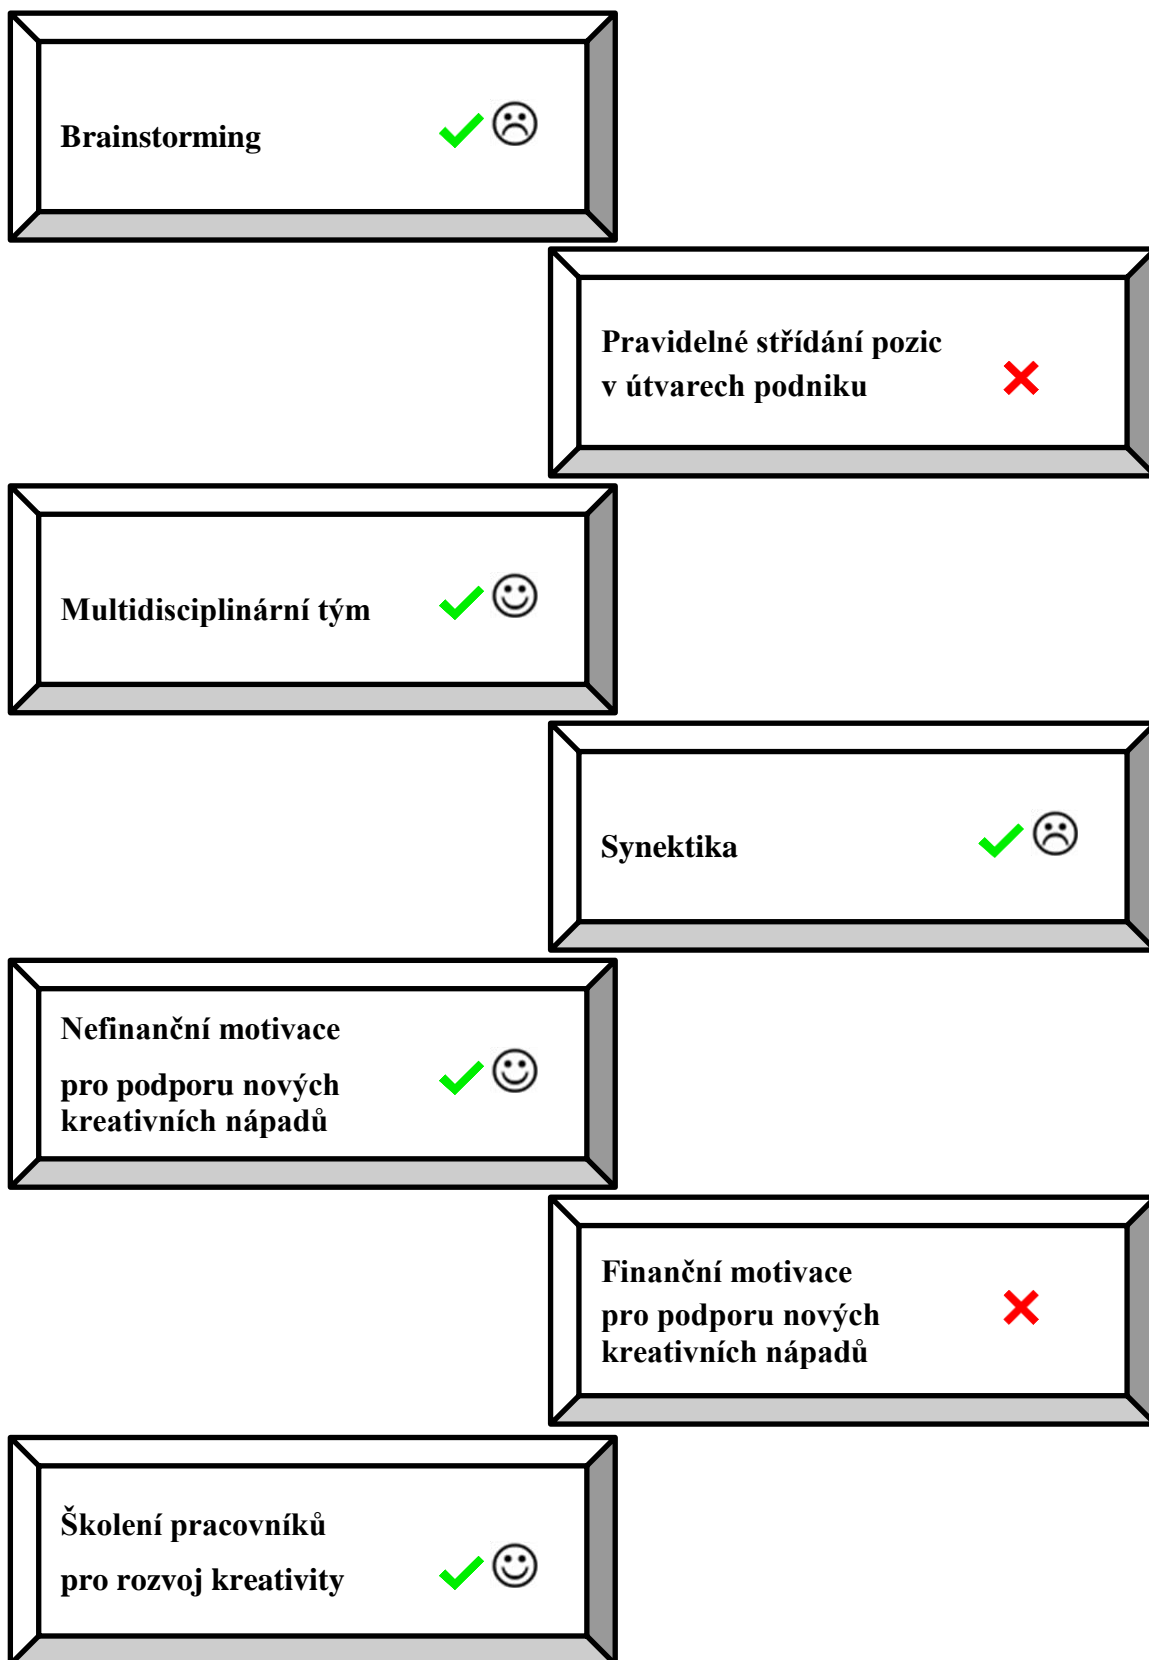 Brainstorming
Pravidelné střídání pozic
v útvarech podniku
Multidisciplinární tým
Synektika
Nefinanční motivace
pro podporu nových
kreativních nápadů
Finanční motivace
pro podporu nových
kreativních nápadů
Školení pracovníků
pro rozvoj kreativity